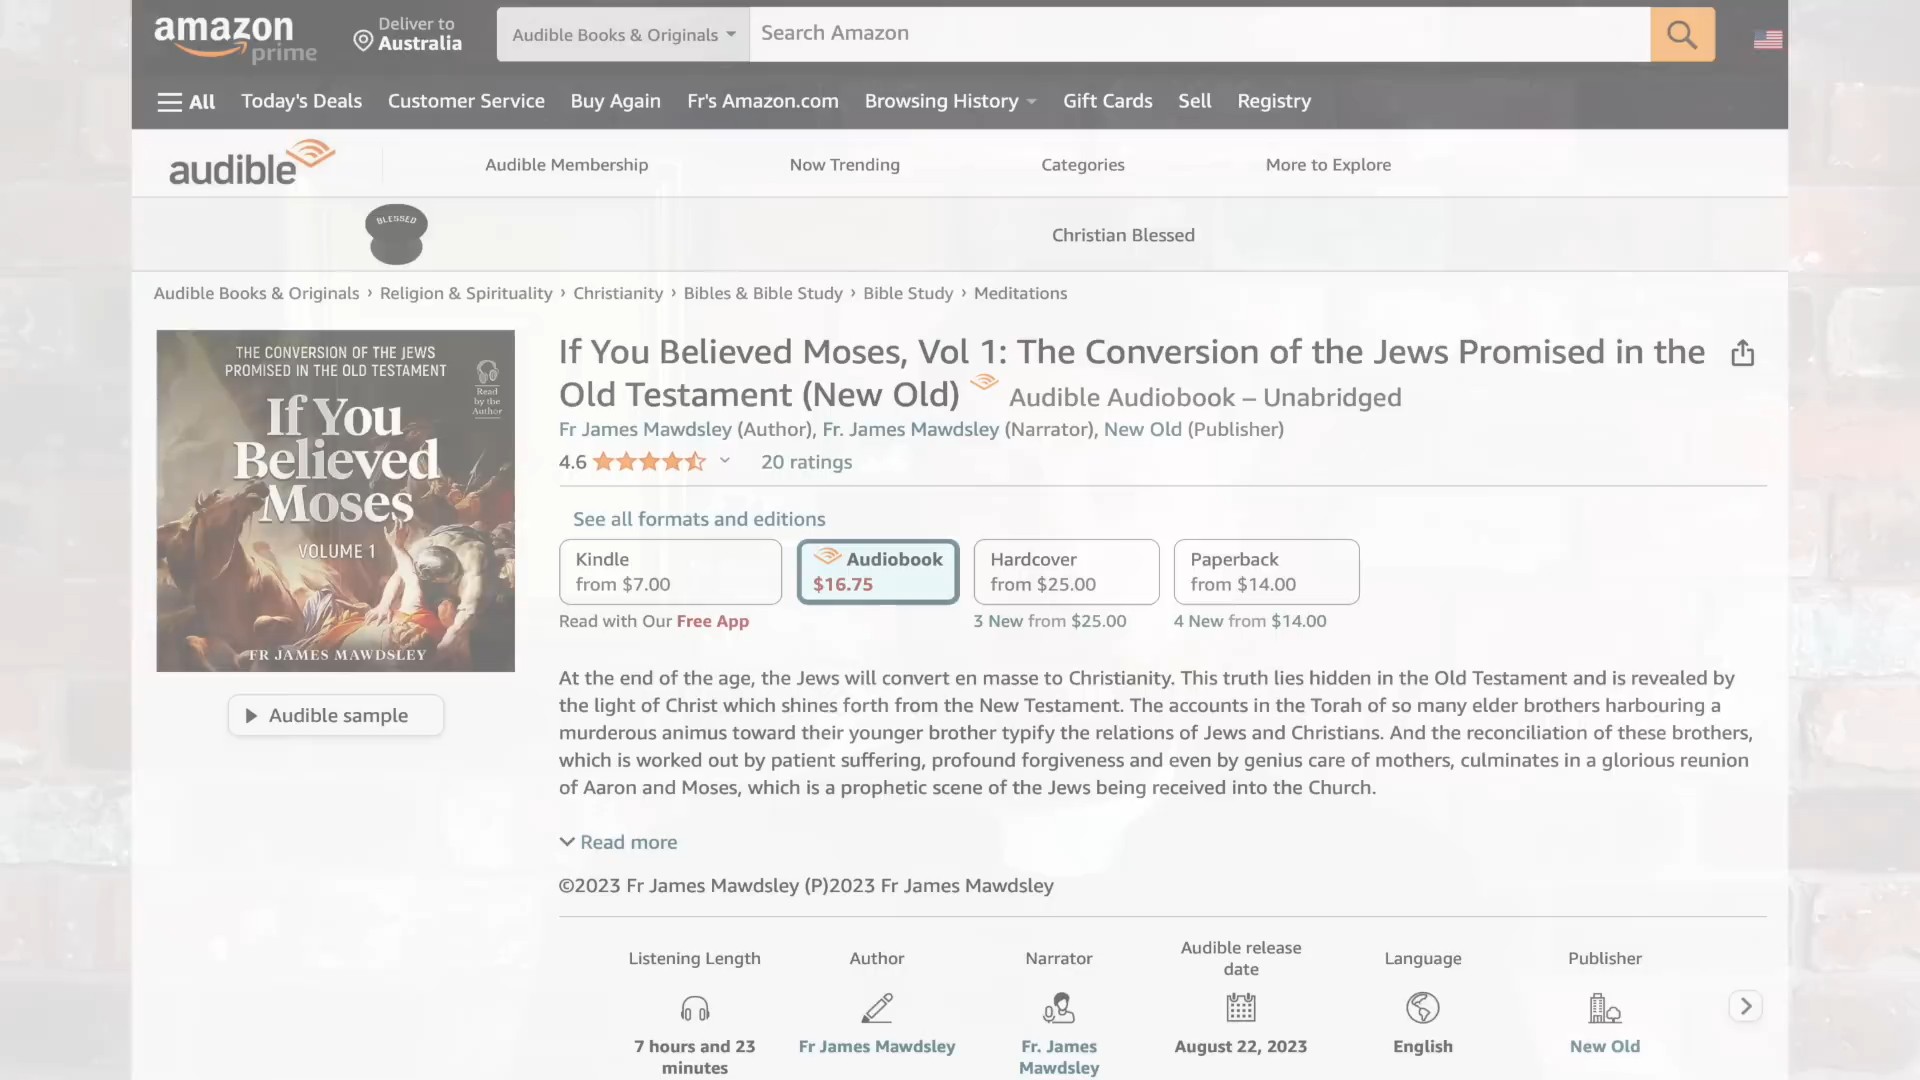 amazon
prime
Deliver to
Australia
Audible Books & Originals
Search Amazon
All
Today's Deals
Customer Service
Buy Again
Fr's Amazon.com
Browsing History
Gift Cards
Sell
Registry
audible
Audible Membership
Now Trending
Categories
More to Explore
BLESSED
Christian Blessed
Audible Books & Originals › Religion & Spirituality › Christianity › Bibles & Bible Study › Bible Study › Meditations
THE CONVERSION OF THE JEWS
PROMISED IN THE OLD TESTAMENT
Read
by the
Author
If You
Believed
Moses
VOLUME 1
FR JAMES MAWDSLEY
Audible sample
If You Believed Moses, Vol 1: The Conversion of the Jews Promised in the
Old Testament (New Old) Audible Audiobook – Unabridged
Fr James Mawdsley (Author), Fr. James Mawdsley (Narrator), New Old (Publisher)
4.6 20 ratings
See all formats and editions
Kindle
from $7.00
Read with Our Free App
Audiobook
$16.75
Hardcover
from $25.00
3 New from $25.00
Paperback
from $14.00
4 New from $14.00
At the end of the age, the Jews will convert en masse to Christianity. This truth lies hidden in the Old Testament and is revealed by
the light of Christ which shines forth from the New Testament. The accounts in the Torah of so many elder brothers harbouring a
murderous animus toward their younger brother typify the relations of Jews and Christians. And the reconciliation of these brothers,
which is worked out by patient suffering, profound forgiveness and even by genius care of mothers, culminates in a glorious reunion
of Aaron and Moses, which is a prophetic scene of the Jews being received into the Church.
Read more
©2023 Fr James Mawdsley (P)2023 Fr James Mawdsley
Listening Length
7 hours and 23
minutes
Author
Fr James Mawdsley
Narrator
Fr. James
Mawdsley
Audible release
date
August 22, 2023
Language
English
Publisher
New Old